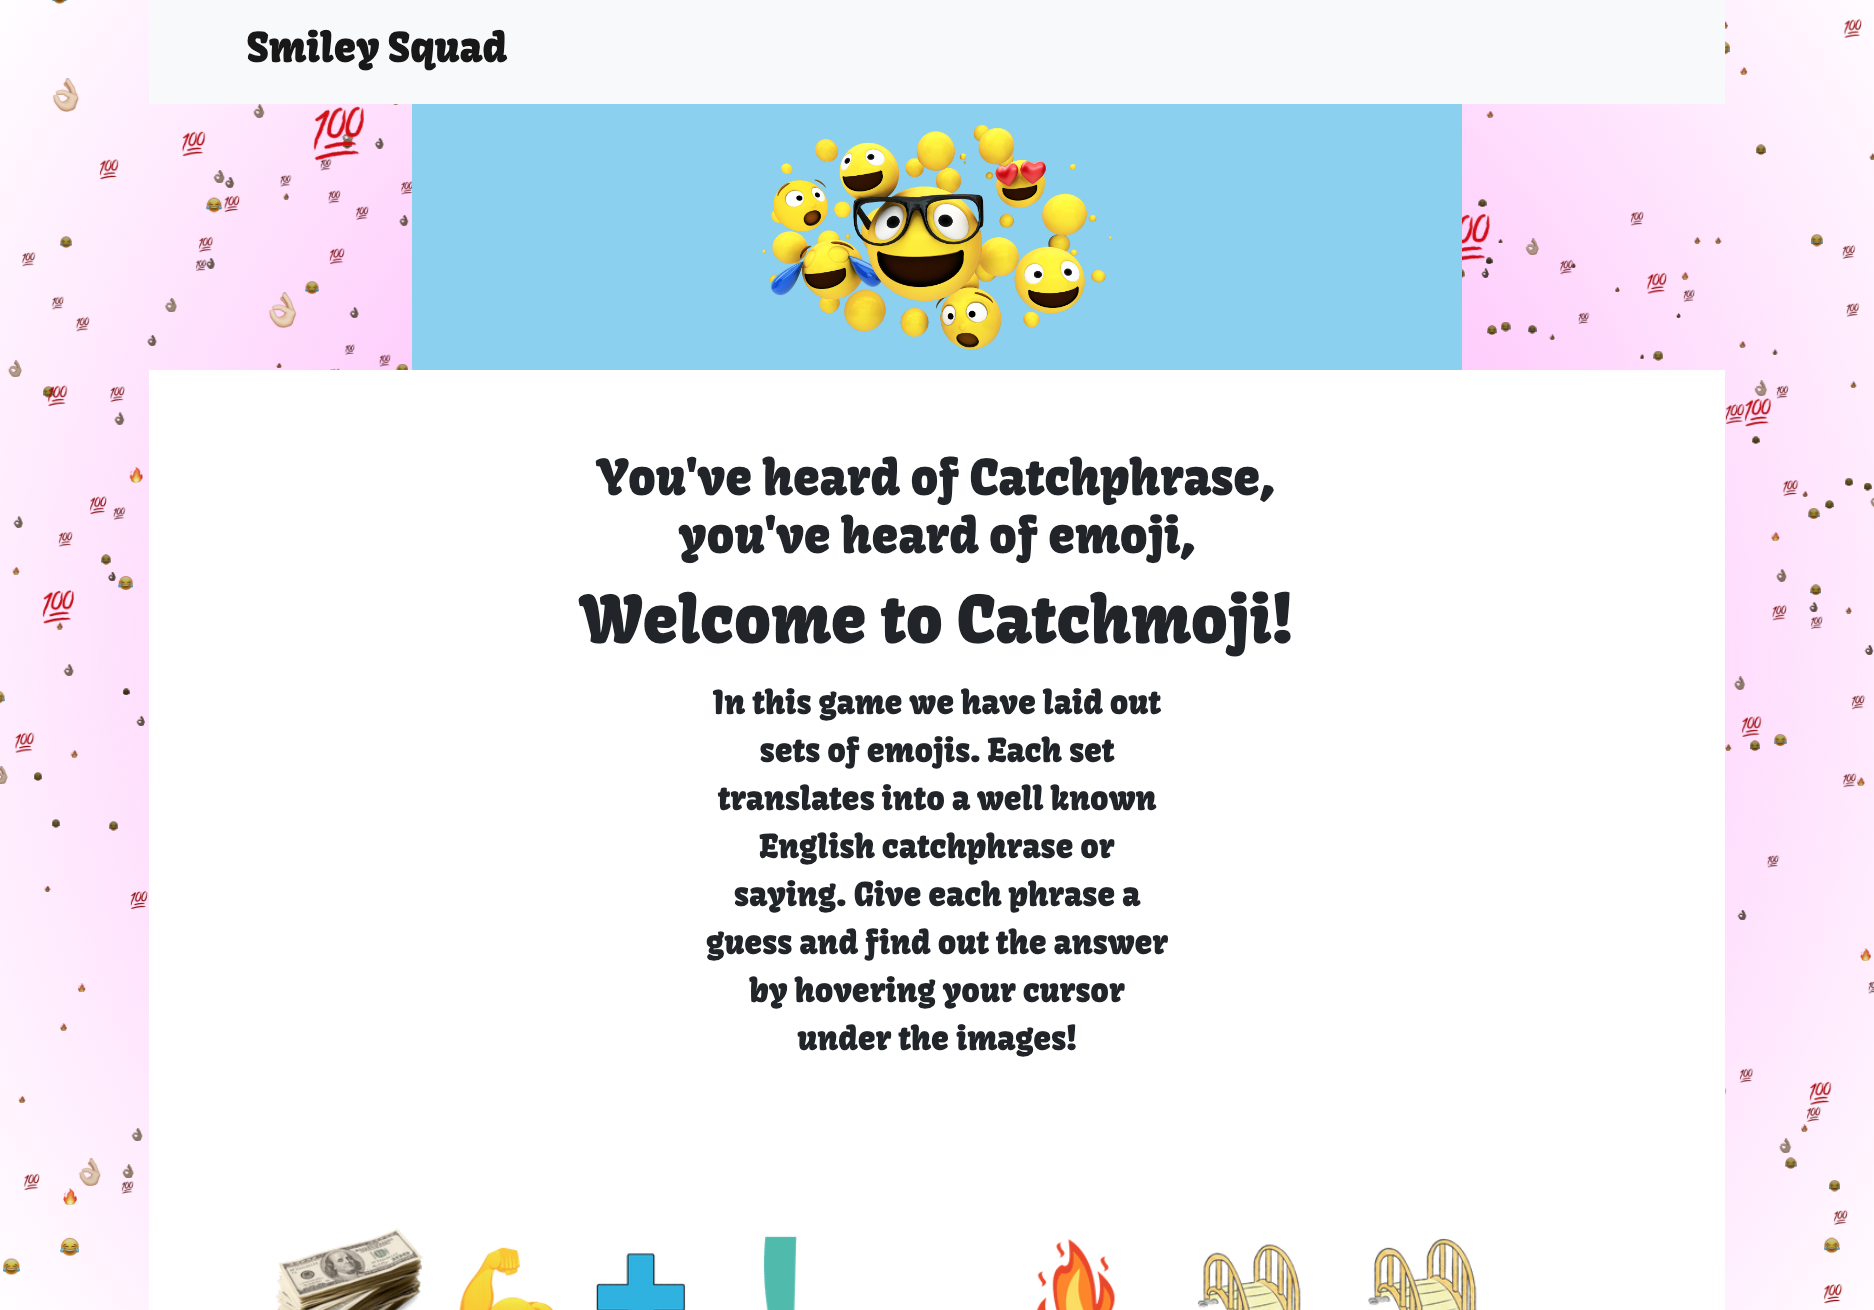 Smiley Squad
You've heard of Catchphrase,
you've heard of emoji,
Welcome to Catchmoji!
In this game we have laid out
sets of emojis. Each set
translates into a well known
English catchphrase or
saying. Give each phrase a
guess and find out the answer
by hovering your cursor
under the images!